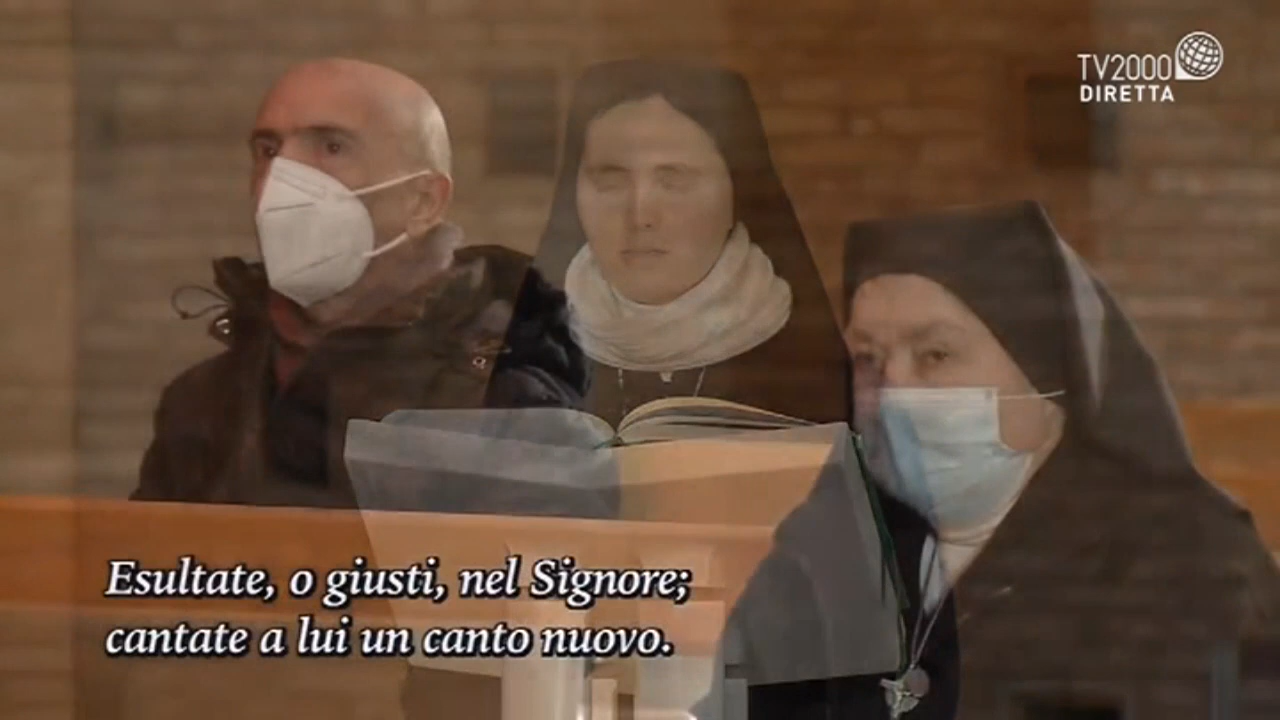 TV2000
DIRETTA
Esultate, o giusti, nel Signore;
cantate a lui un canto nuovo.